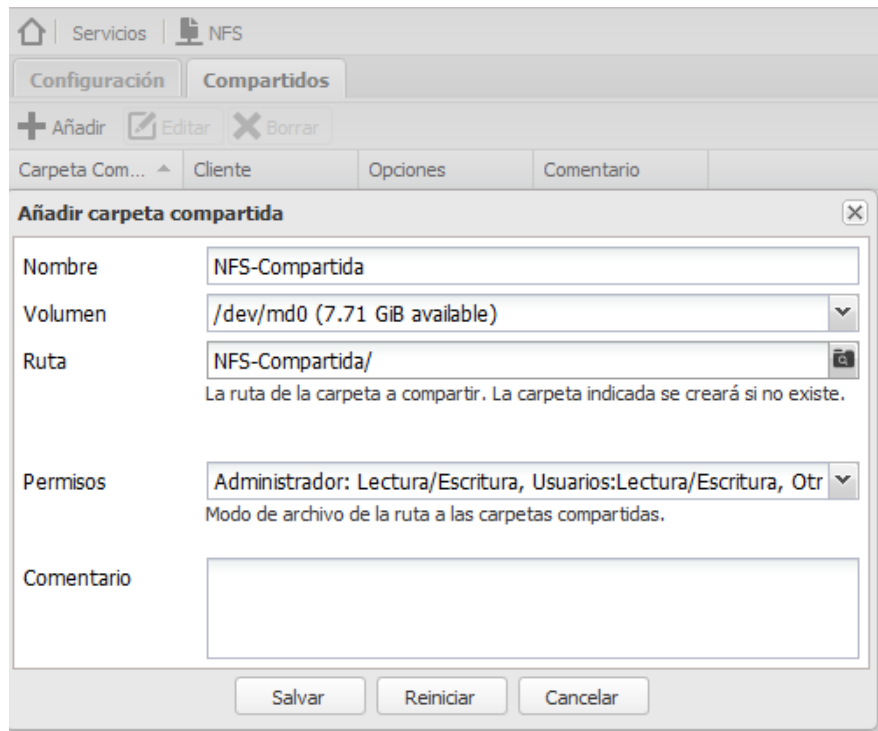 Servicios NFS
Configuración Compartidos
Añadir Editar Borrar
Carpeta Com... Cliente Opciones Comentario
Añadir carpeta compartida
Nombre NFS-Compartida
Volumen /dev/md0 (7.71 GiB available)
Ruta NFS-Compartida/
La ruta de la carpeta a compartir. La carpeta indicada se creará si no existe.
Permisos Administrador: Lectura/Escritura, Usuarios:Lectura/Escritura, Otr
Modo de archivo de la ruta a las carpetas compartidas.
Comentario
Salvar Reiniciar Cancelar